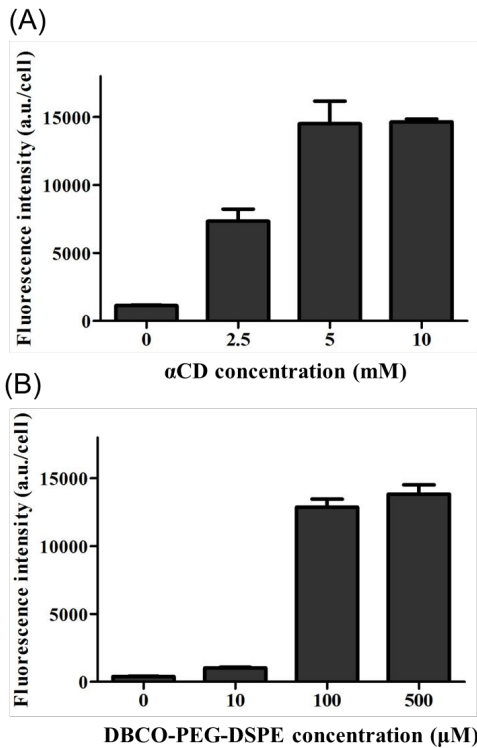 (A)
Fluorescence intensity (a.u./cell)
15000
10000
5000
0
0 2.5 5 10
αCD concentration (mM)
(B)
Fluorescence intensity (a.u./cell)
15000
10000
5000
0
0 10 100 500
DBCO-PEG-DSPE concentration (μM)